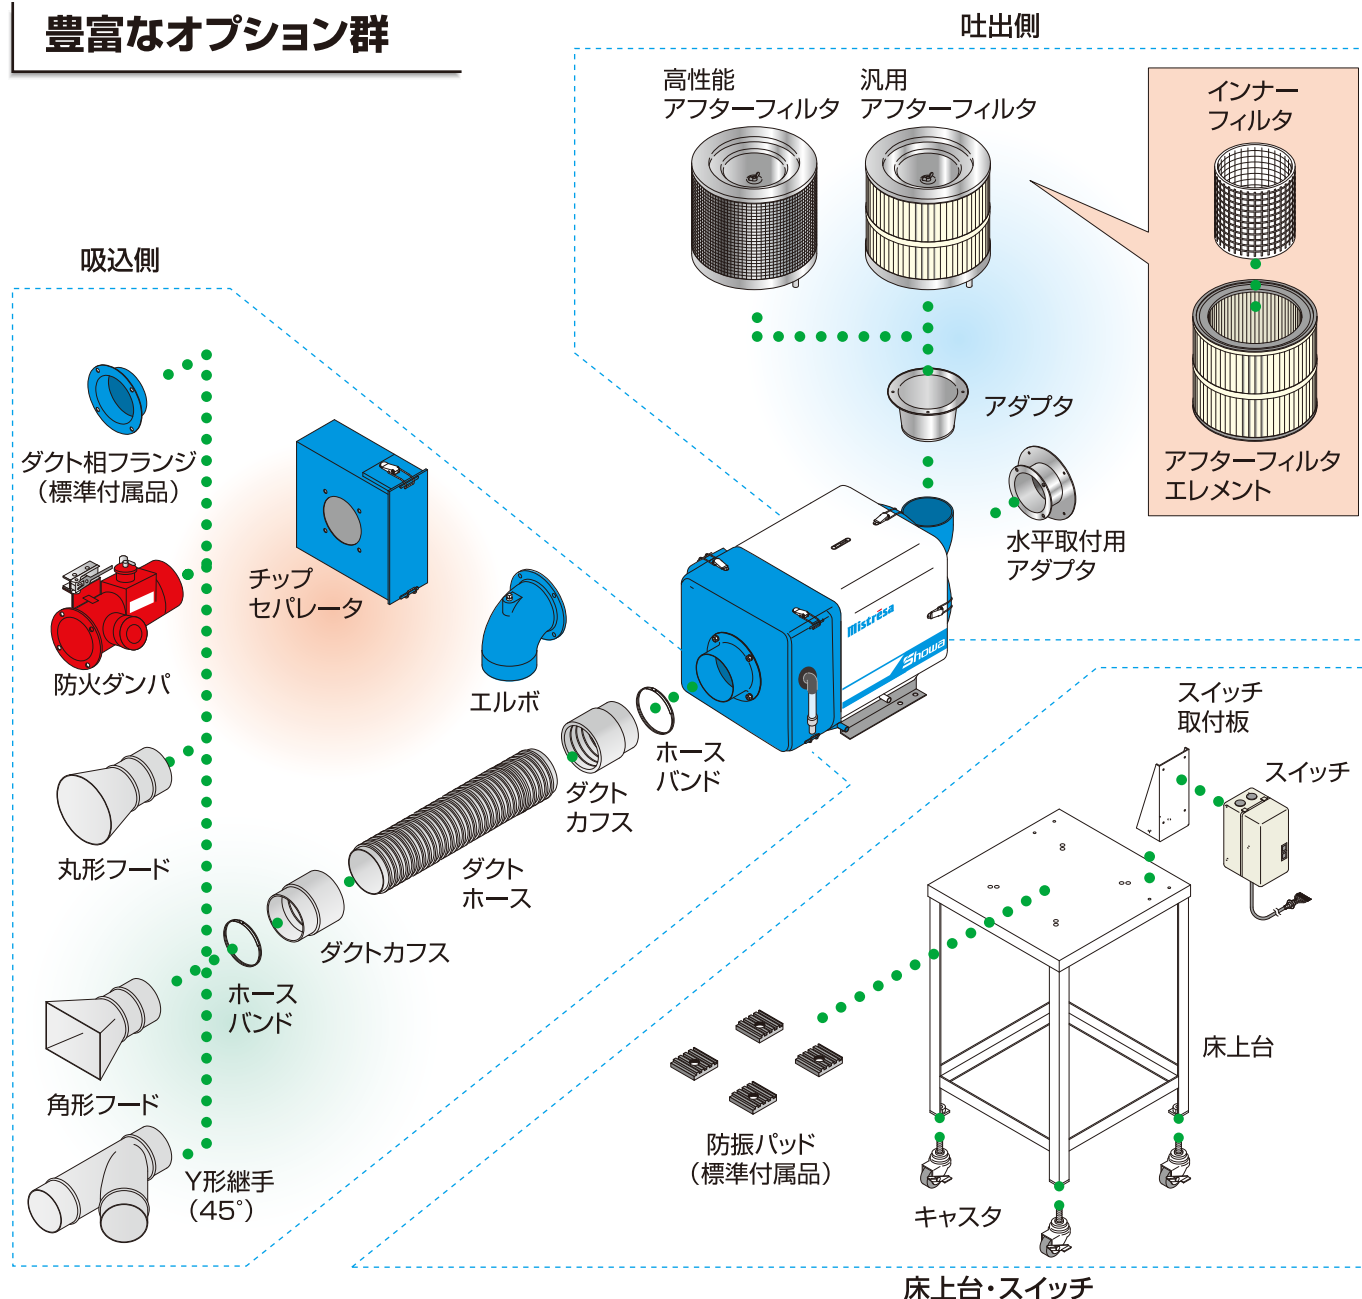 豊富なオプション群
吐出側
高性能
アフターフィルタ
汎用
アフターフィルタ
インナー
フィルタ
アダプタ
アフターフィルタ
エレメント
水平取付用
アダプタ
吸込側
ダクト相フランジ
（標準付属品）
チップ
セパレータ
防火ダンパ
エルボ
Mistrēsa
Showa
ホース
バンド
ダクト
カフス
丸形フード
ダクト
ホース
ダクトカフス
ホース
バンド
角形フード
Y形継手
（45°）
スイッチ
取付板
スイッチ
床上台
防振パッド
（標準付属品）
キャスタ
床上台・スイッチ